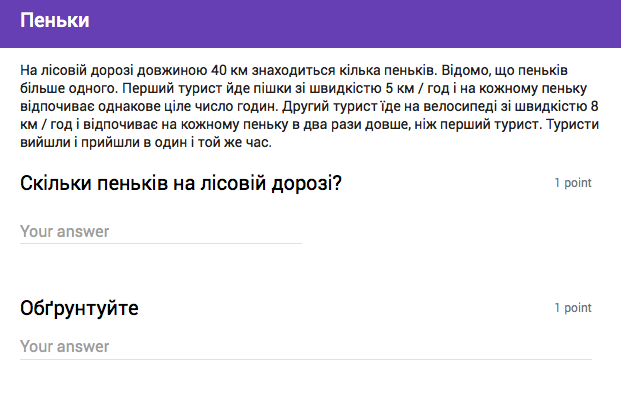 Пеньки
На лісовій дорозі довжиною 40 км знаходиться кілька пеньків. Відомо, що пеньків
більше одного. Перший турист йде пішки зі швидкістю 5 км / год і на кожному пеньку
відпочиває однакове ціле число годин. Другий турист їде на велосипеді зі швидкістю 8
км / год і відпочиває на кожному пеньку в два рази довше, ніж перший турист. Туристи
вийшли і прийшли в один і той же час.
Скільки пеньків на лісовій дорозі?
1 point
Your answer
Обґрунтуйте
1 point
Your answer